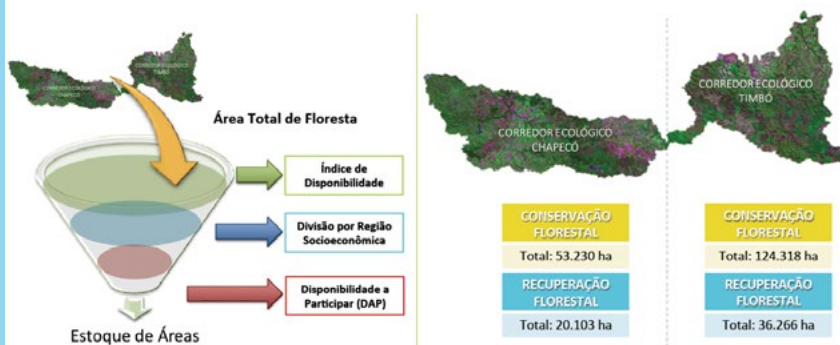 CORREDOR ECOLÓGICO
TIMBÓ
CORREDOR ECOLÓGICO
CHAPECÓ
Área Total de Floresta
Índice de
Disponibilidade
Divisão por Região
Socioeconômica
Disponibilidade a
Participar (DAP)
Estoque de Áreas
CORREDOR ECOLÓGICO
CHAPECÓ
CORREDOR ECOLÓGICO
TIMBÓ
CONSERVAÇÃO
FLORESTAL
Total: 53.230 ha
RECUPERAÇÃO
FLORESTAL
Total: 20.103 ha
CONSERVAÇÃO
FLORESTAL
Total: 124.318 ha
RECUPERAÇÃO
FLORESTAL
Total: 36.266 ha